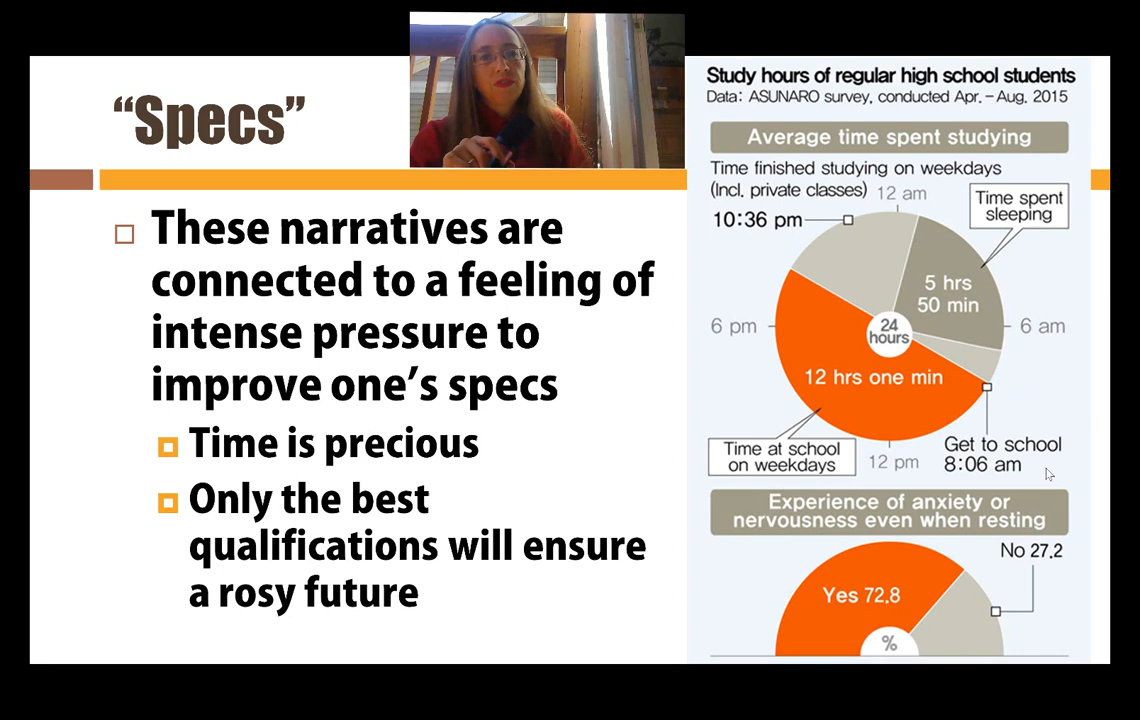 “Specs”
These narratives are
connected to a feeling of
intense pressure to
improve one’s specs
Time is precious
Only the best
qualifications will ensure
a rosy future
Study hours of regular high school students
Data: ASUNARO survey, conducted Apr. – Aug. 2015
Average time spent studying
Time finished studying on weekdays
(Incl. private classes)
12 am
10:36 pm
Time spent
sleeping
5 hrs
50 min
6 pm
24
hours
6 am
12 hrs one min
Time at school
on weekdays
12 pm
Get to school
8:06 am
Experience of anxiety or
nervousness even when resting
No 27.2
Yes 72.8
%